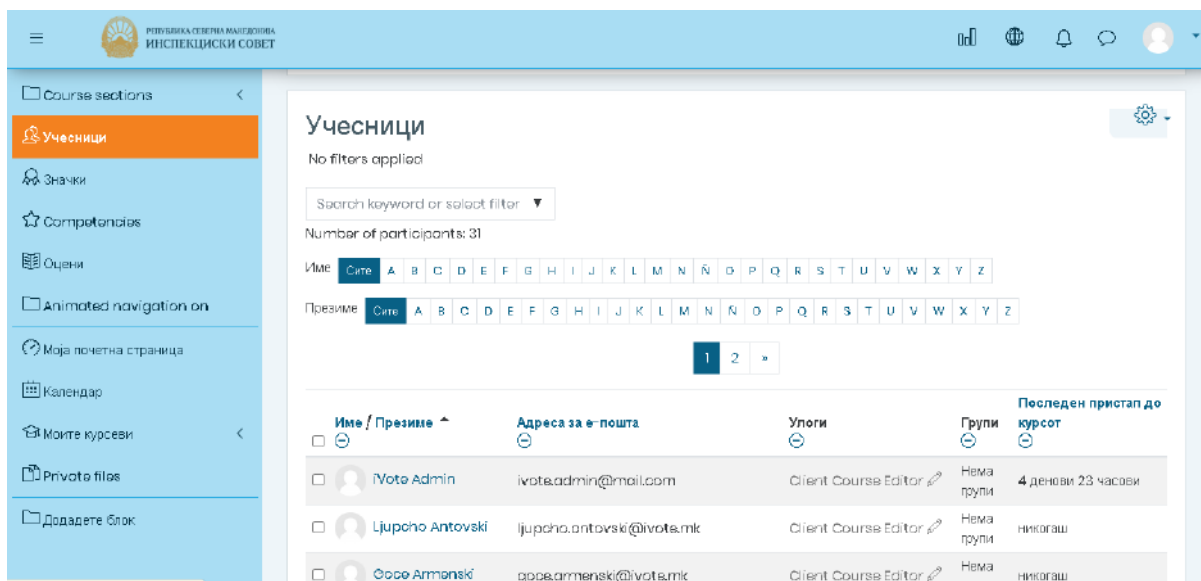 РЕПУБЛИКА СЕВЕРНА МАКЕДОНИЈА
ИНСПЕКЦИСКИ СОВЕТ
Course sections
Учесници
Значки
Competencies
Оцени
Animated navigation on
Моја почетна страница
Календар
Моите курсеви
Private files
Додадете блок
Учесници
No filters applied
Search keyword or select filter ▼
Number of participants: 31
Име Сите A B C D E F G H I J K L M N Ñ O P Q R S T U V W X Y Z
Презиме Сите A B C D E F G H I J K L M N Ñ O P Q R S T U V W X Y Z
1 2 »
Име / Презиме Адреса за е-пошта Улоги Групи Последен пристап до курсот
iVote Admin ivote.admin@mail.com Client Course Editor Нема групи 4 денови 23 часови
Ljupcho Antovski ljupcho.antovski@ivote.mk Client Course Editor Нема групи никогаш
Goce Armenski goce.armenski@ivote.mk Client Course Editor Нема никогаш